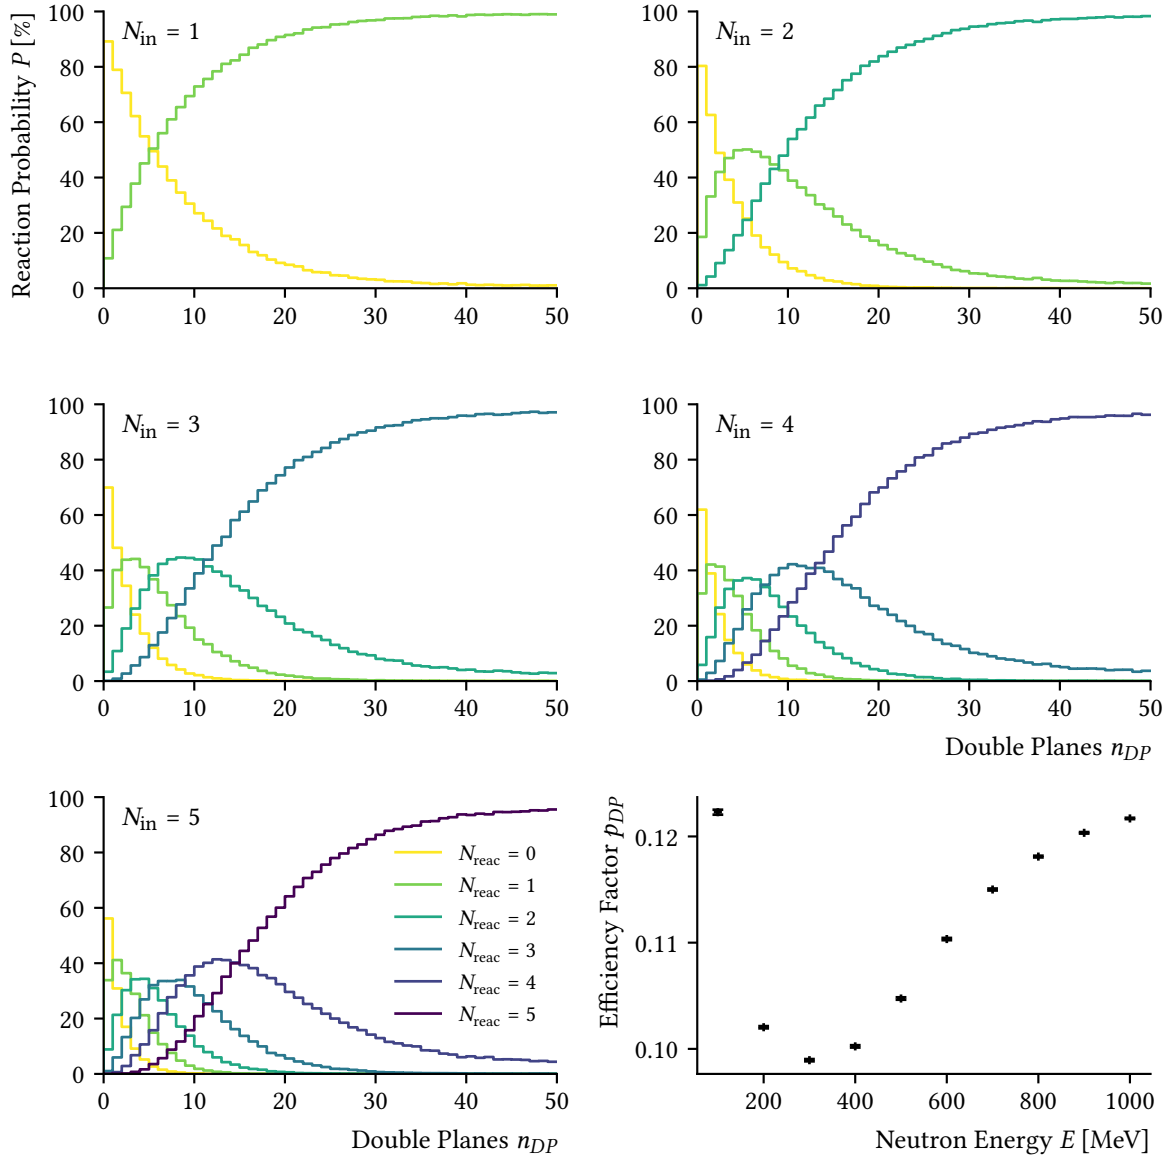 Reaction Probability P [%]
N_in = 1
100
80
60
40
20
0
0 10 20 30 40 50
N_in = 2
100
80
60
40
20
0
0 10 20 30 40 50
N_in = 3
100
80
60
40
20
0
0 10 20 30 40 50
N_in = 4
100
80
60
40
20
0
0 10 20 30 40 50
Double Planes n_DP
N_in = 5
100
80
60
40
20
0
N_reac = 0
N_reac = 1
N_reac = 2
N_reac = 3
N_reac = 4
N_reac = 5
0 10 20 30 40 50
Double Planes n_DP
Efficiency Factor p_DP
0.12
0.11
0.10
200 400 600 800 1000
Neutron Energy E [MeV]